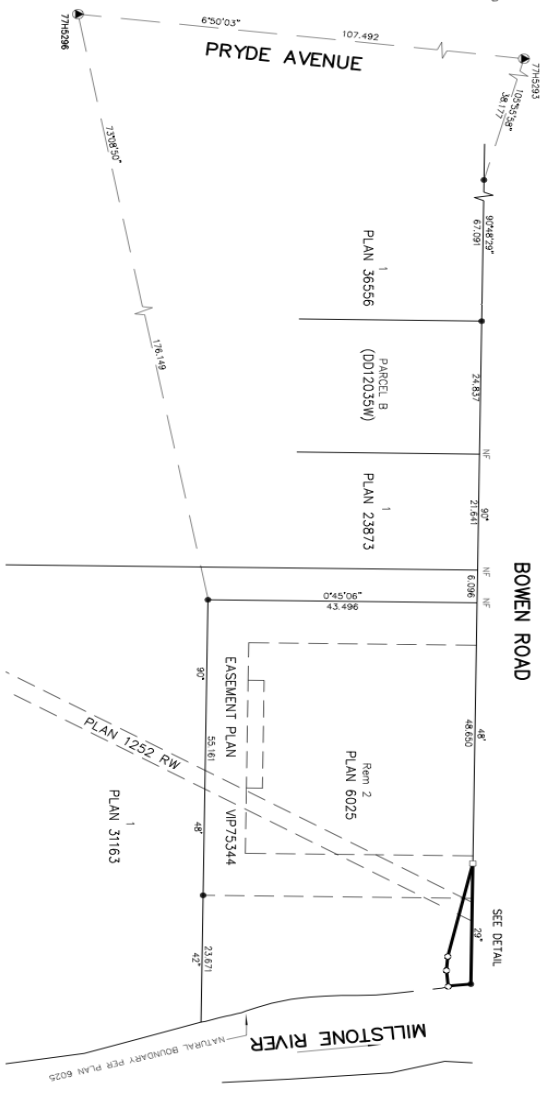 77H5296
6°50'03"
107.492
PRYDE AVENUE
77H5293
105°35'58"
38.177
73°08'50"
176.149
90°48'29"
67.091
1
PLAN 36556
24.837
PARCEL B
(DD12035W)
NF
90"
21.641
1
PLAN 23873
NF
6.096
NF
BOWEN ROAD
0°45'06"
43.496
48'
48.650
Rem 2
PLAN 6025
EASEMENT PLAN VIP75344
90"
55.161
48"
PLAN 1252 RW
1
PLAN 31163
SEE DETAIL
29"
23.671
42"
MILLSTONE RIVER
NATURAL BOUNDARY PER PLAN 6025